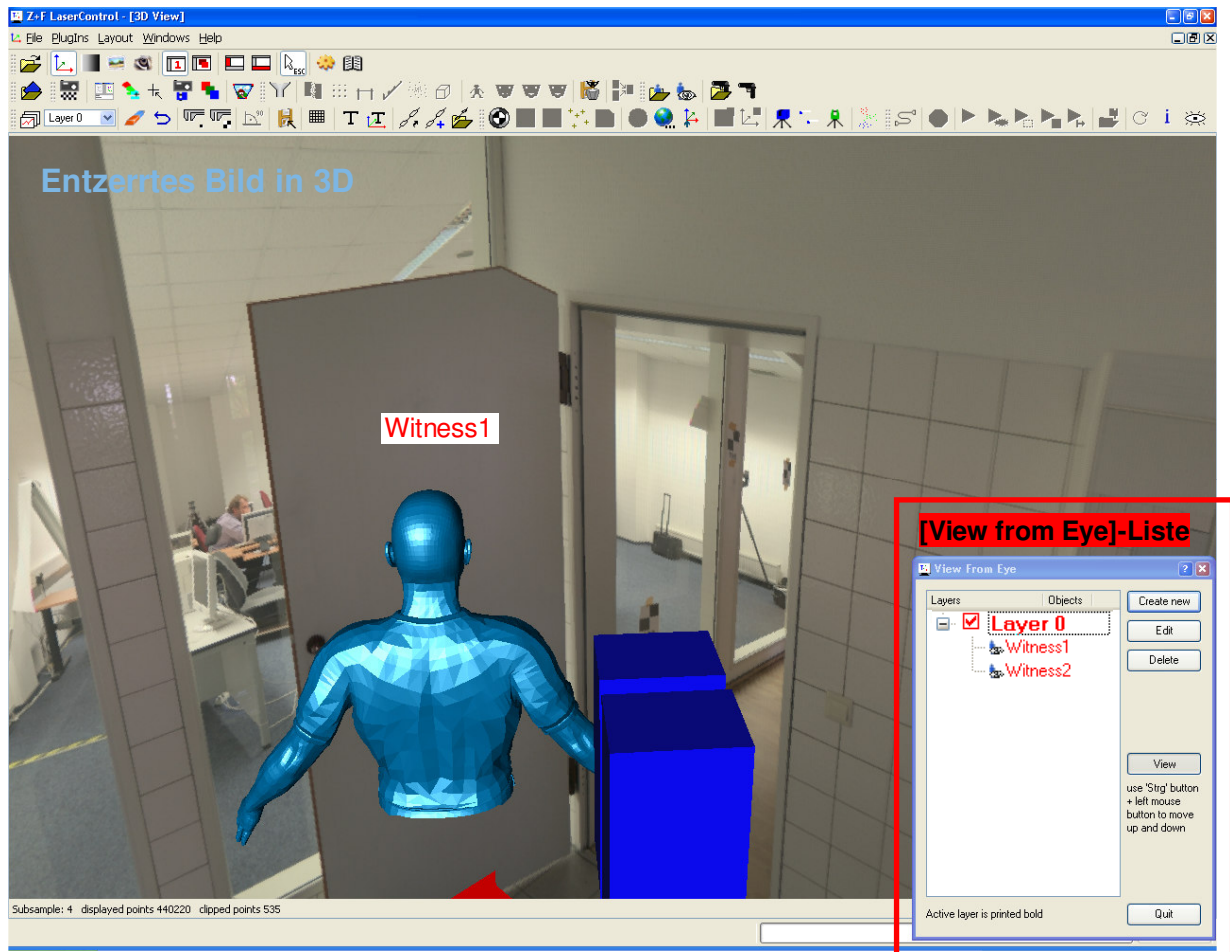 Z+F LaserControl - [3D View]
File PlugIns Layout Windows Help
1
ESC
Layer 0
90°
T
i
Entzerrtes Bild in 3D
Witness1
[View from Eye]-Liste
View From Eye
Layers Objects
Layer 0
Witness1
Witness2
Create new
Edit
Delete
View
use 'Strg' button
+ left mouse
button to move
up and down
Active layer is printed bold
Quit
Subsample: 4 displayed points 440220 clipped points 535